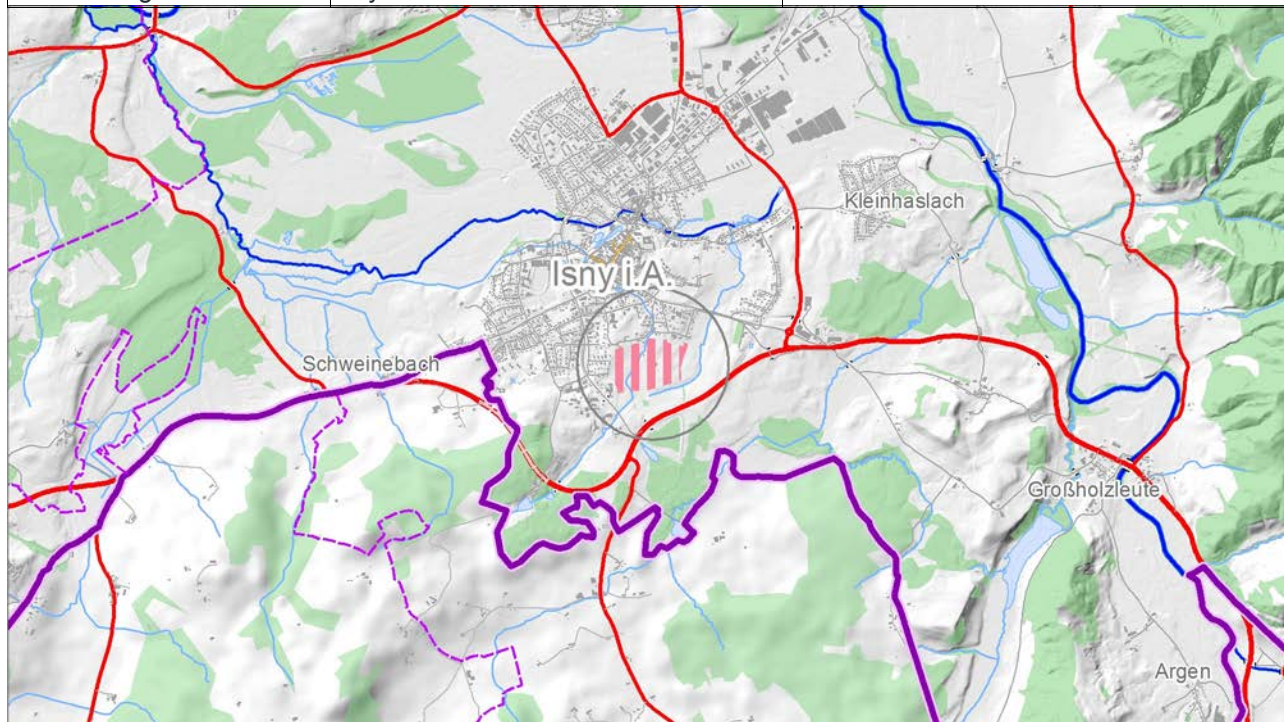 Kleinhaslach
Isny i.A.
Schweinebach
Großholzleute
Argen